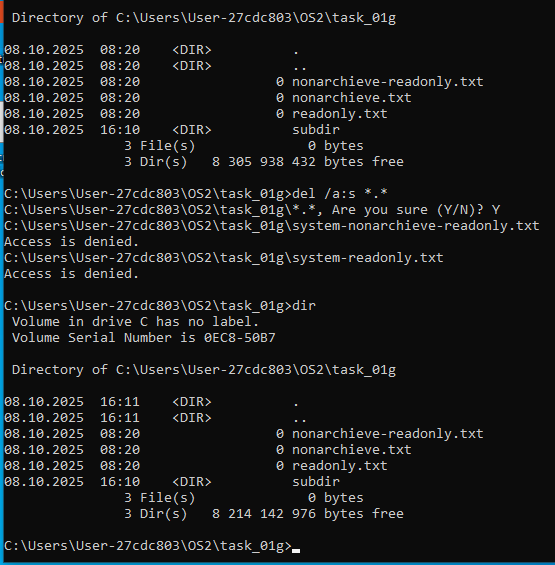 Directory of C:\Users\User-27cdc803\OS2\task_01g
08.10.2025  08:20    <DIR>          .
08.10.2025  08:20    <DIR>          ..
08.10.2025  08:20                 0 nonarchieve-readonly.txt
08.10.2025  08:20                 0 nonarchieve.txt
08.10.2025  08:20                 0 readonly.txt
08.10.2025  16:10    <DIR>          subdir
3 File(s)              0 bytes
3 Dir(s)   8 305 938 432 bytes free
C:\Users\User-27cdc803\OS2\task_01g>del /a:s *.*
C:\Users\User-27cdc803\OS2\task_01g\*.*, Are you sure (Y/N)? Y
C:\Users\User-27cdc803\OS2\task_01g\system-nonarchieve-readonly.txt
Access is denied.
C:\Users\User-27cdc803\OS2\task_01g\system-readonly.txt
Access is denied.
C:\Users\User-27cdc803\OS2\task_01g>dir
Volume in drive C has no label.
Volume Serial Number is 0EC8-50B7
Directory of C:\Users\User-27cdc803\OS2\task_01g
08.10.2025  16:11    <DIR>          .
08.10.2025  16:11    <DIR>          ..
08.10.2025  08:20                 0 nonarchieve-readonly.txt
08.10.2025  08:20                 0 nonarchieve.txt
08.10.2025  08:20                 0 readonly.txt
08.10.2025  16:10    <DIR>          subdir
3 File(s)              0 bytes
3 Dir(s)   8 214 142 976 bytes free
C:\Users\User-27cdc803\OS2\task_01g>